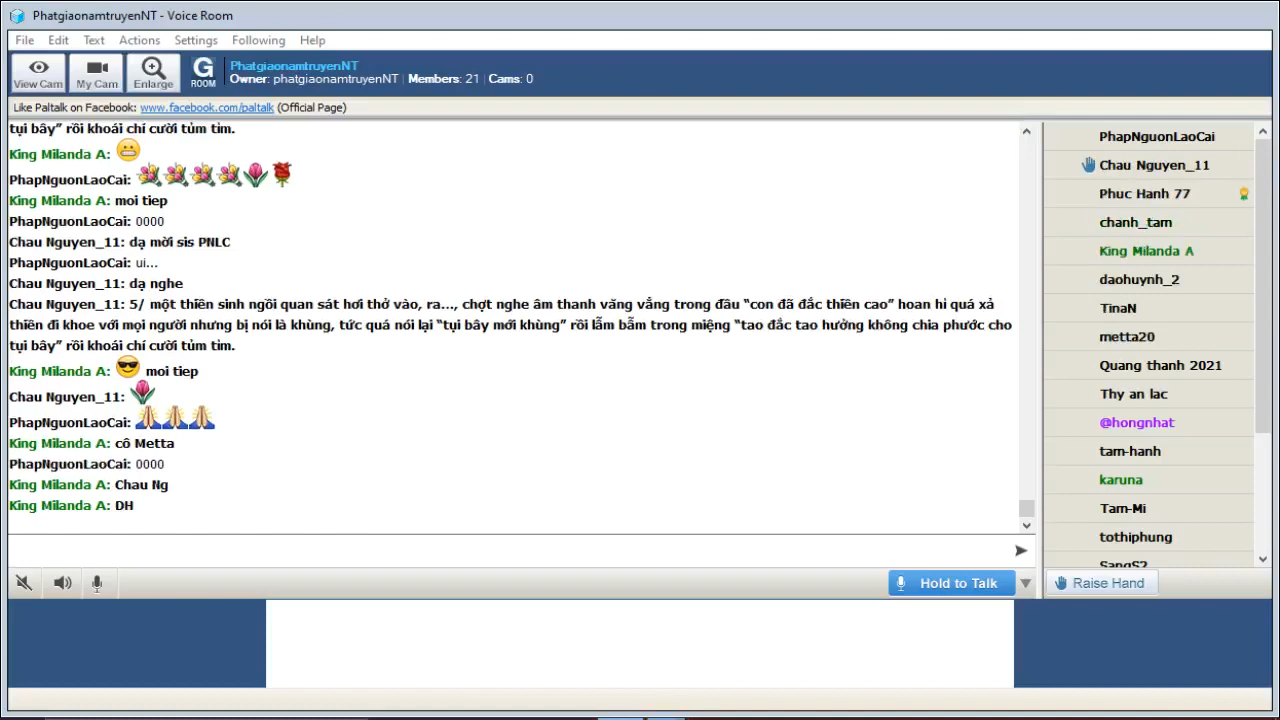 PhatgiaonamtruyenNT - Voice Room
File Edit Text Actions Settings Following Help
View Cam
My Cam
Enlarge
G
ROOM
PhatgiaonamtruyenNT
Owner: phatgiaonamtruyenNT Members: 21 Cams: 0
Like Paltalk on Facebook: www.facebook.com/paltalk (Official Page)
tụi bây” rồi khoái chí cười tủm tỉm.
King Milanda A:
PhapNguonLaoCai:
King Milanda A: moi tiep
PhapNguonLaoCai: 0000
Chau Nguyen_11: dạ mời sis PNLC
PhapNguonLaoCai: ui...
Chau Nguyen_11: dạ nghe
Chau Nguyen_11: 5/ một thiền sinh ngồi quan sát hơi thở vào, ra..., chợt nghe âm thanh văng vẳng trong đầu “con đã đắc thiền cao” hoan hỉ quá xả
thiền đi khoe với mọi người nhưng bị nói là khùng, tức quá nói lại “tụi bây mới khùng” rồi lẩm bẩm trong miệng “tao đắc tao hưởng không chia phước cho
tụi bây” rồi khoái chí cười tủm tỉm.
King Milanda A: moi tiep
Chau Nguyen_11:
PhapNguonLaoCai:
King Milanda A: cô Metta
PhapNguonLaoCai: 0000
King Milanda A: Chau Ng
King Milanda A: DH
Hold to Talk
PhapNguonLaoCai
Chau Nguyen_11
Phuc Hanh 77
chanh_tam
King Milanda A
daohuynh_2
TinaN
metta20
Quang thanh 2021
Thy an lac
@hongnhat
tam-hanh
karuna
Tam-Mi
tothiphung
SangS2
Raise Hand